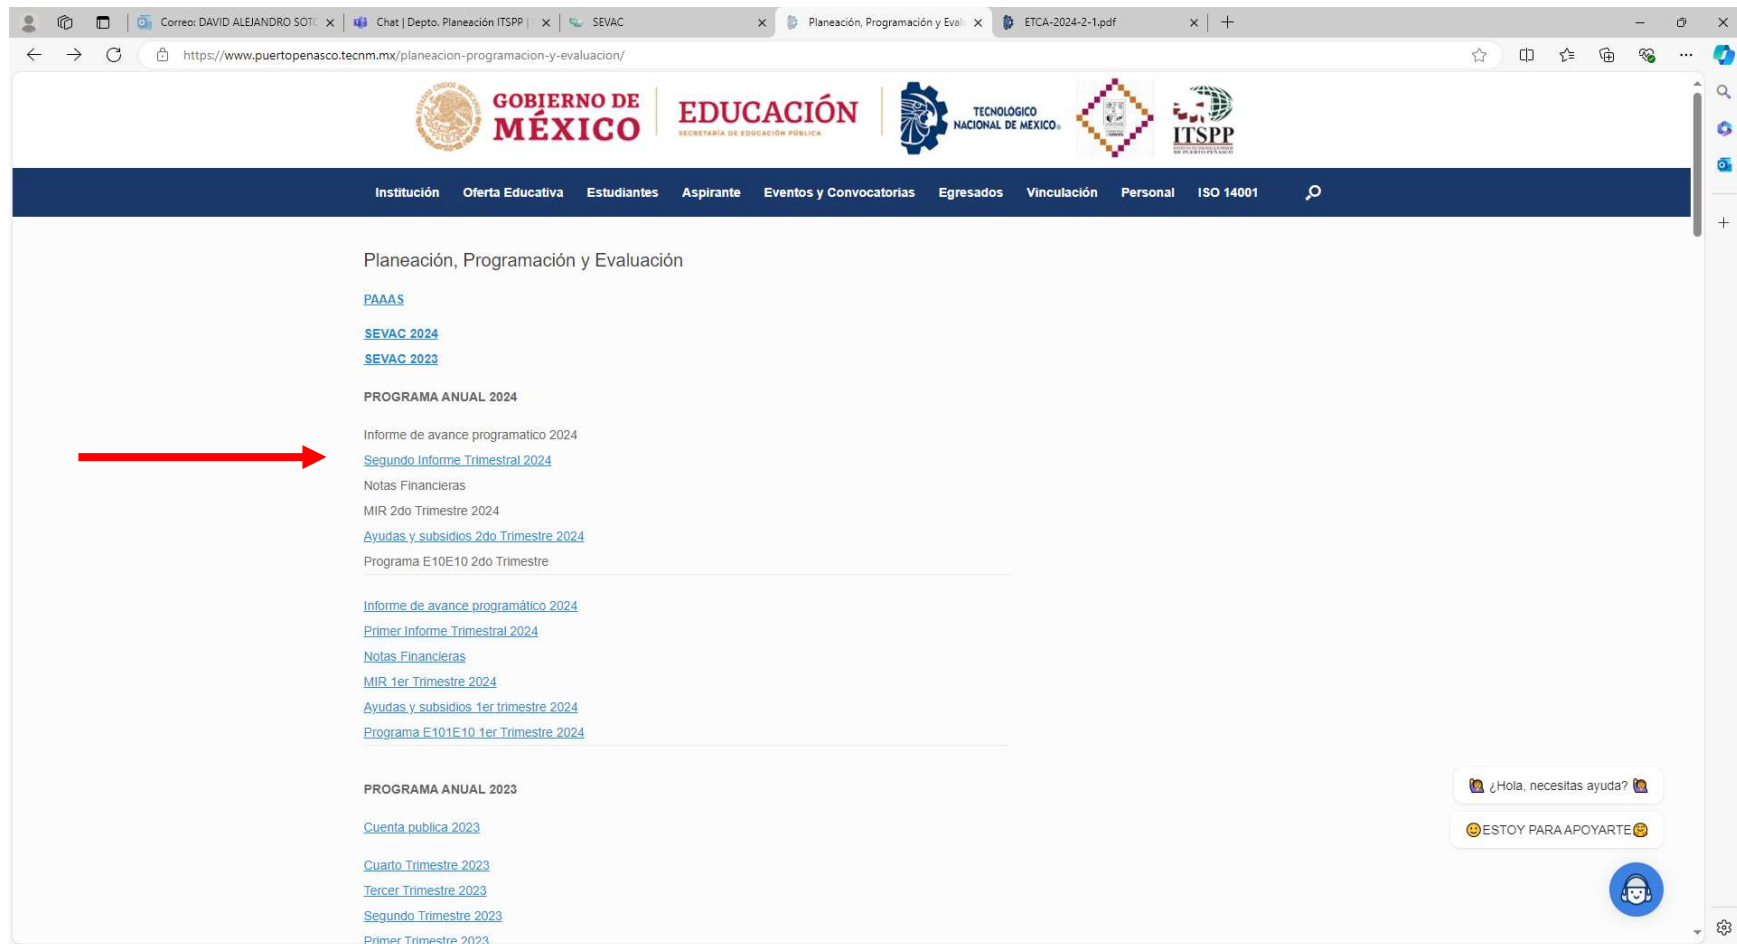 Correo: DAVID ALEJANDRO SOTO
Chat | Depto. Planeación ITSPP |
SEVAC
Planeación, Programación y Eval
ETCA-2024-2-1.pdf
https://www.puertopenasco.tecnm.mx/planeacion-programacion-y-evaluacion/
GOBIERNO DE
MÉXICO
EDUCACIÓN
SECRETARÍA DE EDUCACIÓN PÚBLICA
TECNOLÓGICO
NACIONAL DE MEXICO
ITSPP
Institución Oferta Educativa Estudiantes Aspirante Eventos y Convocatorias Egresados Vinculación Personal ISO 14001
Planeación, Programación y Evaluación
PAAAS
SEVAC 2024
SEVAC 2023
PROGRAMA ANUAL 2024
Informe de avance programatico 2024
Segundo Informe Trimestral 2024
Notas Financieras
MIR 2do Trimestre 2024
Ayudas y subsidios 2do Trimestre 2024
Programa E10E10 2do Trimestre
Informe de avance programático 2024
Primer Informe Trimestral 2024
Notas Financieras
MIR 1er Trimestre 2024
Ayudas y subsidios 1er trimestre 2024
Programa E101E10 1er Trimestre 2024
PROGRAMA ANUAL 2023
Cuenta publica 2023
Cuarto Trimestre 2023
Tercer Trimestre 2023
Segundo Trimestre 2023
Primer Trimestre 2023
¿Hola, necesitas ayuda?
ESTOY PARA APOYARTE